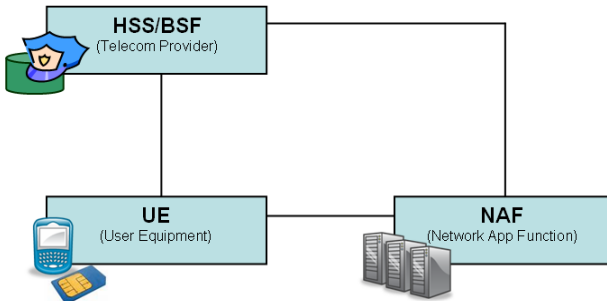 HSS/BSF
(Telecom Provider)
UE
(User Equipment)
NAF
(Network App Function)